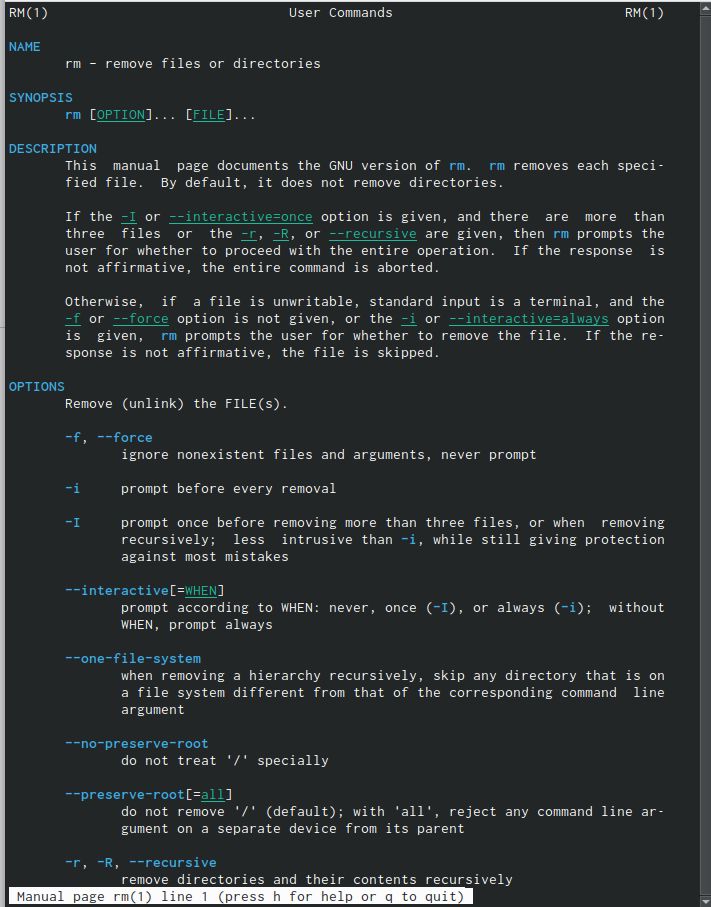 RM(1)                              User Commands                             RM(1)

NAME
       rm - remove files or directories

SYNOPSIS
       rm [OPTION]... [FILE]...

DESCRIPTION
       This  manual  page documents the GNU version of rm.  rm removes each speci-
       fied file.  By default, it does not remove directories.

       If the -I or --interactive=once option is given, and there  are  more  than
       three  files  or  the -r, -R, or --recursive are given, then rm prompts the
       user for whether to proceed with the entire operation.  If the response  is
       not affirmative, the entire command is aborted.

       Otherwise,  if  a file is unwritable, standard input is a terminal, and the
       -f or --force option is not given, or the -i or --interactive=always option
       is  given,  rm prompts the user for whether to remove the file.  If the re-
       sponse is not affirmative, the file is skipped.

OPTIONS
       Remove (unlink) the FILE(s).

       -f, --force
              ignore nonexistent files and arguments, never prompt

       -i     prompt before every removal

       -I     prompt once before removing more than three files, or when  removing
              recursively;  less  intrusive than -i, while still giving protection
              against most mistakes

       --interactive[=WHEN]
              prompt according to WHEN: never, once (-I), or always (-i);  without
              WHEN, prompt always

       --one-file-system
              when removing a hierarchy recursively, skip any directory that is on
              a file system different from that of the corresponding command  line
              argument

       --no-preserve-root
              do not treat '/' specially

       --preserve-root[=all]
              do not remove '/' (default); with 'all', reject any command line ar-
              gument on a separate device from its parent

       -r, -R, --recursive
              remove directories and their contents recursively
 Manual page rm(1) line 1 (press h for help or q to quit)